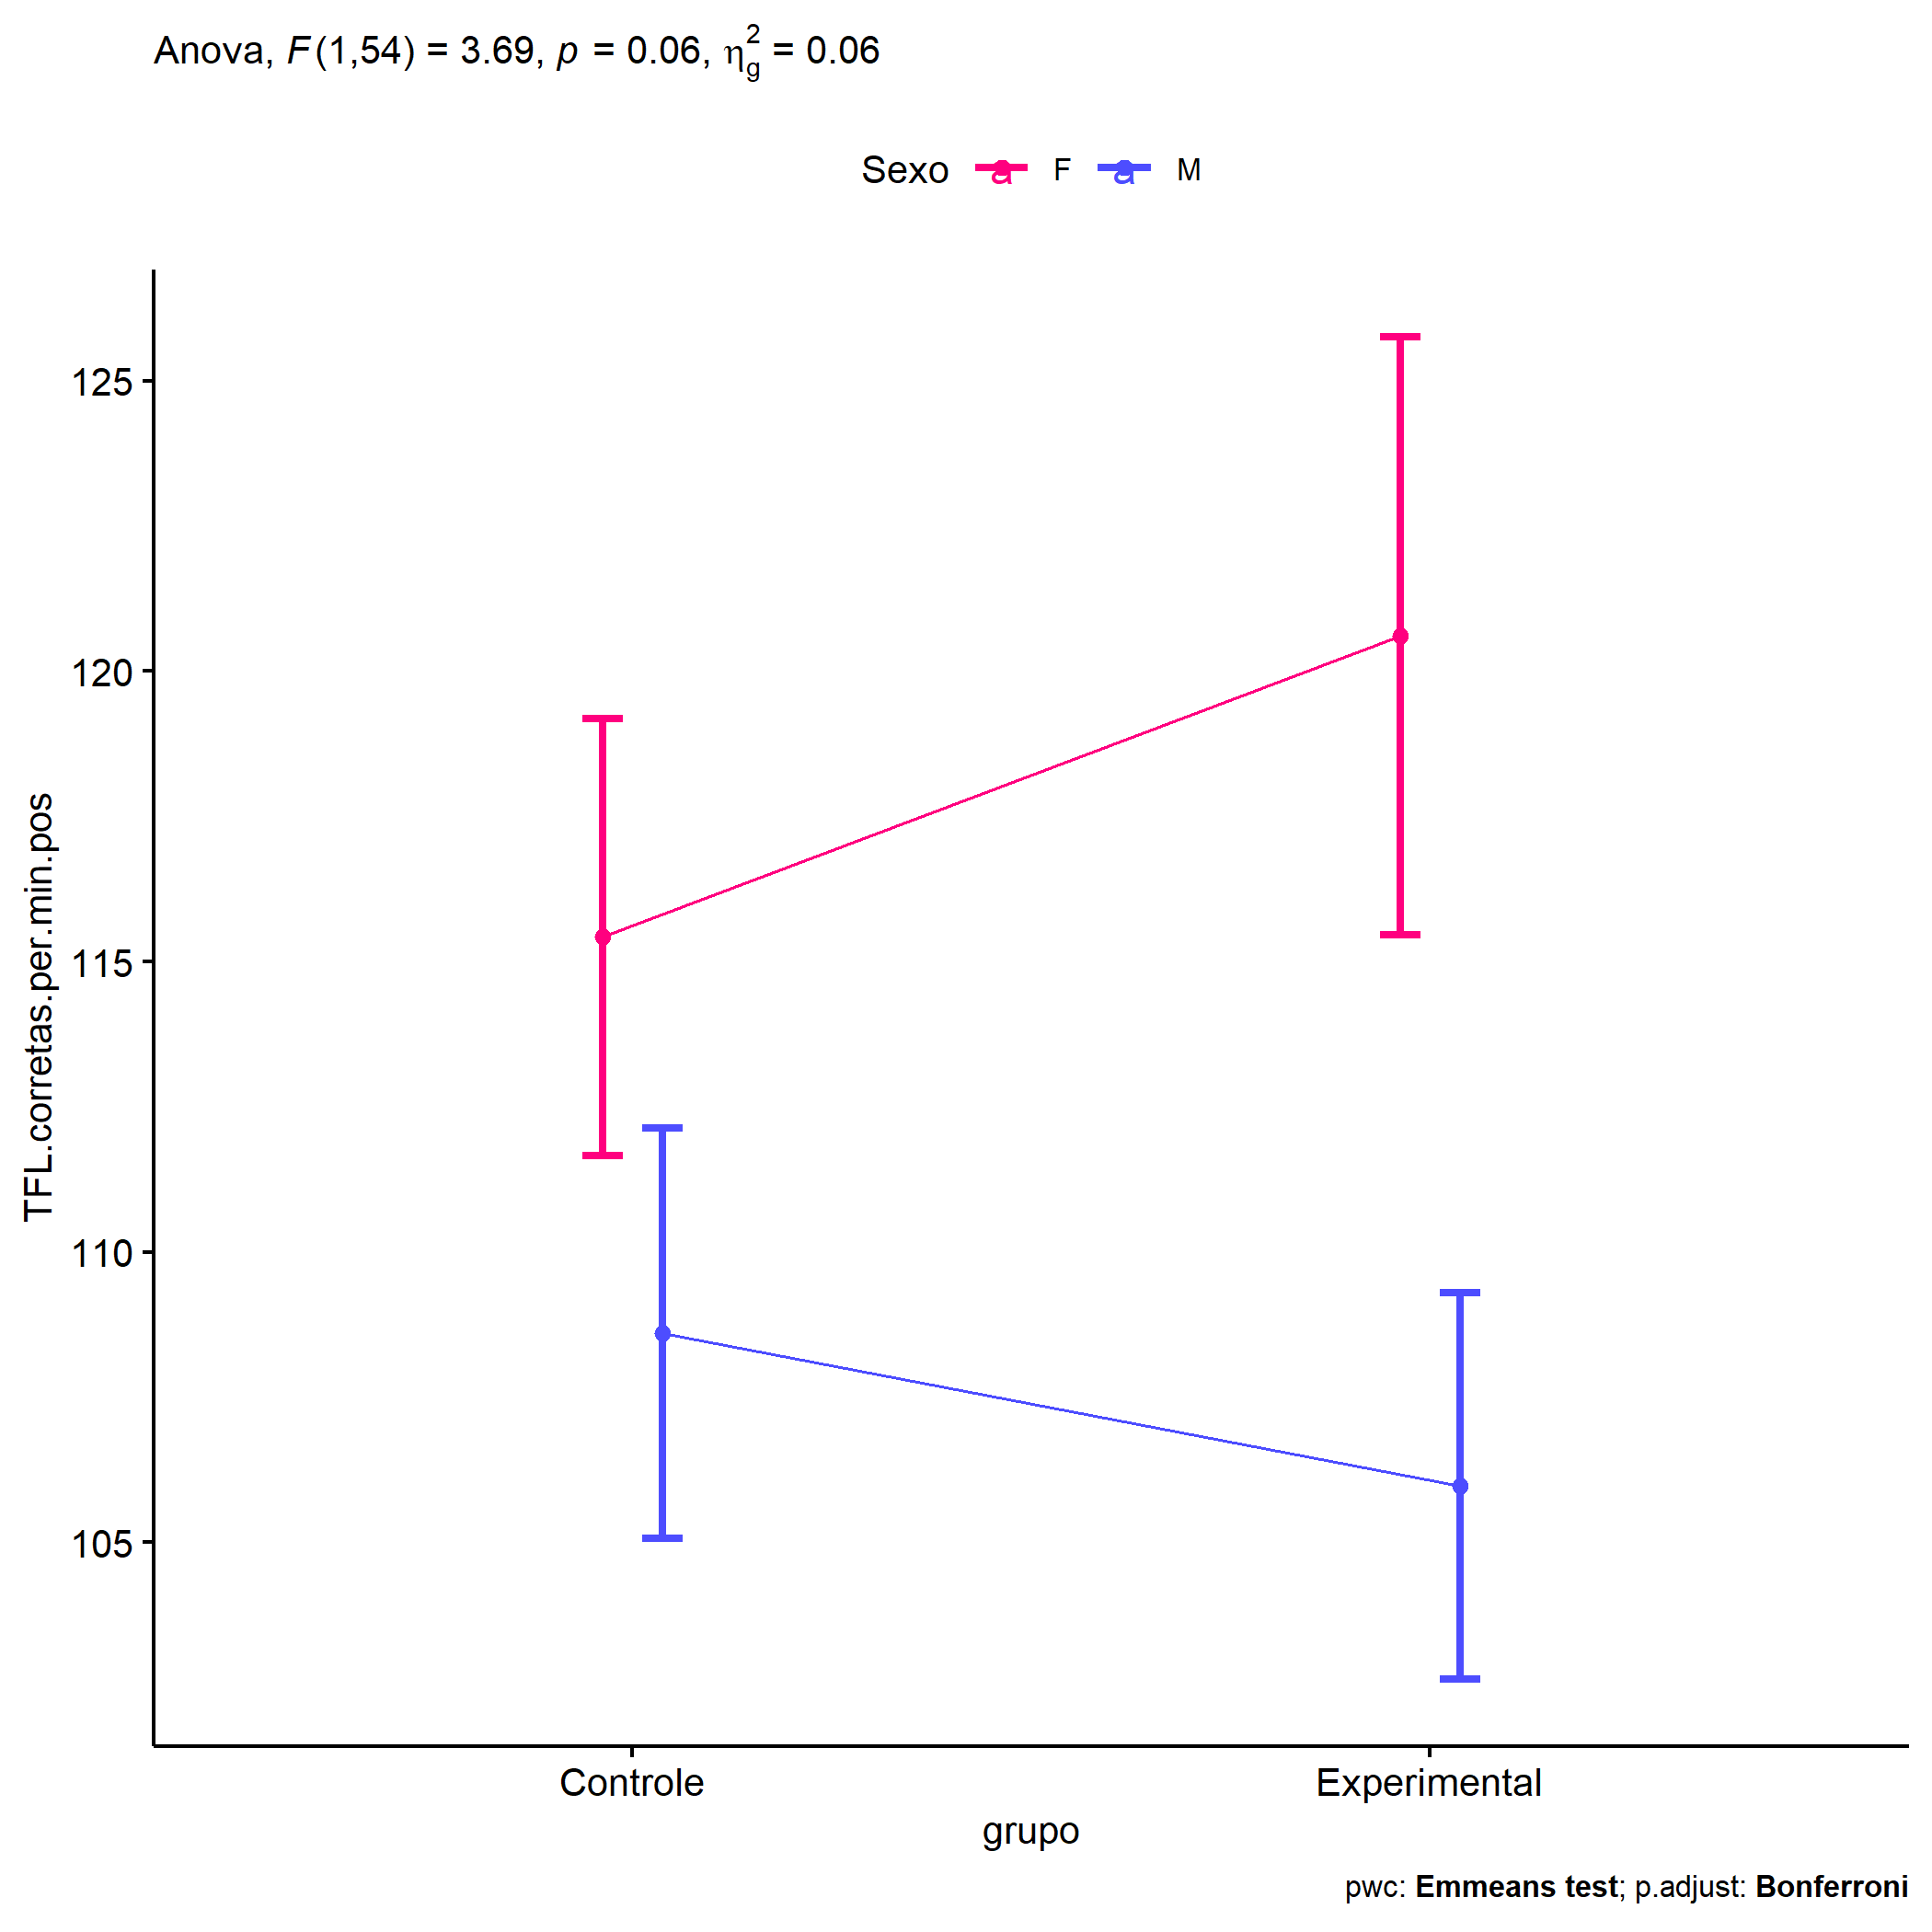 Anova, F(1,54) = 3.69, p = 0.06, η²g = 0.06
Sexo a F a M
TFL.corretas.per.min.pos
125
120
115
110
105
Controle Experimental
grupo
pwc: Emmeans test; p.adjust: Bonferroni